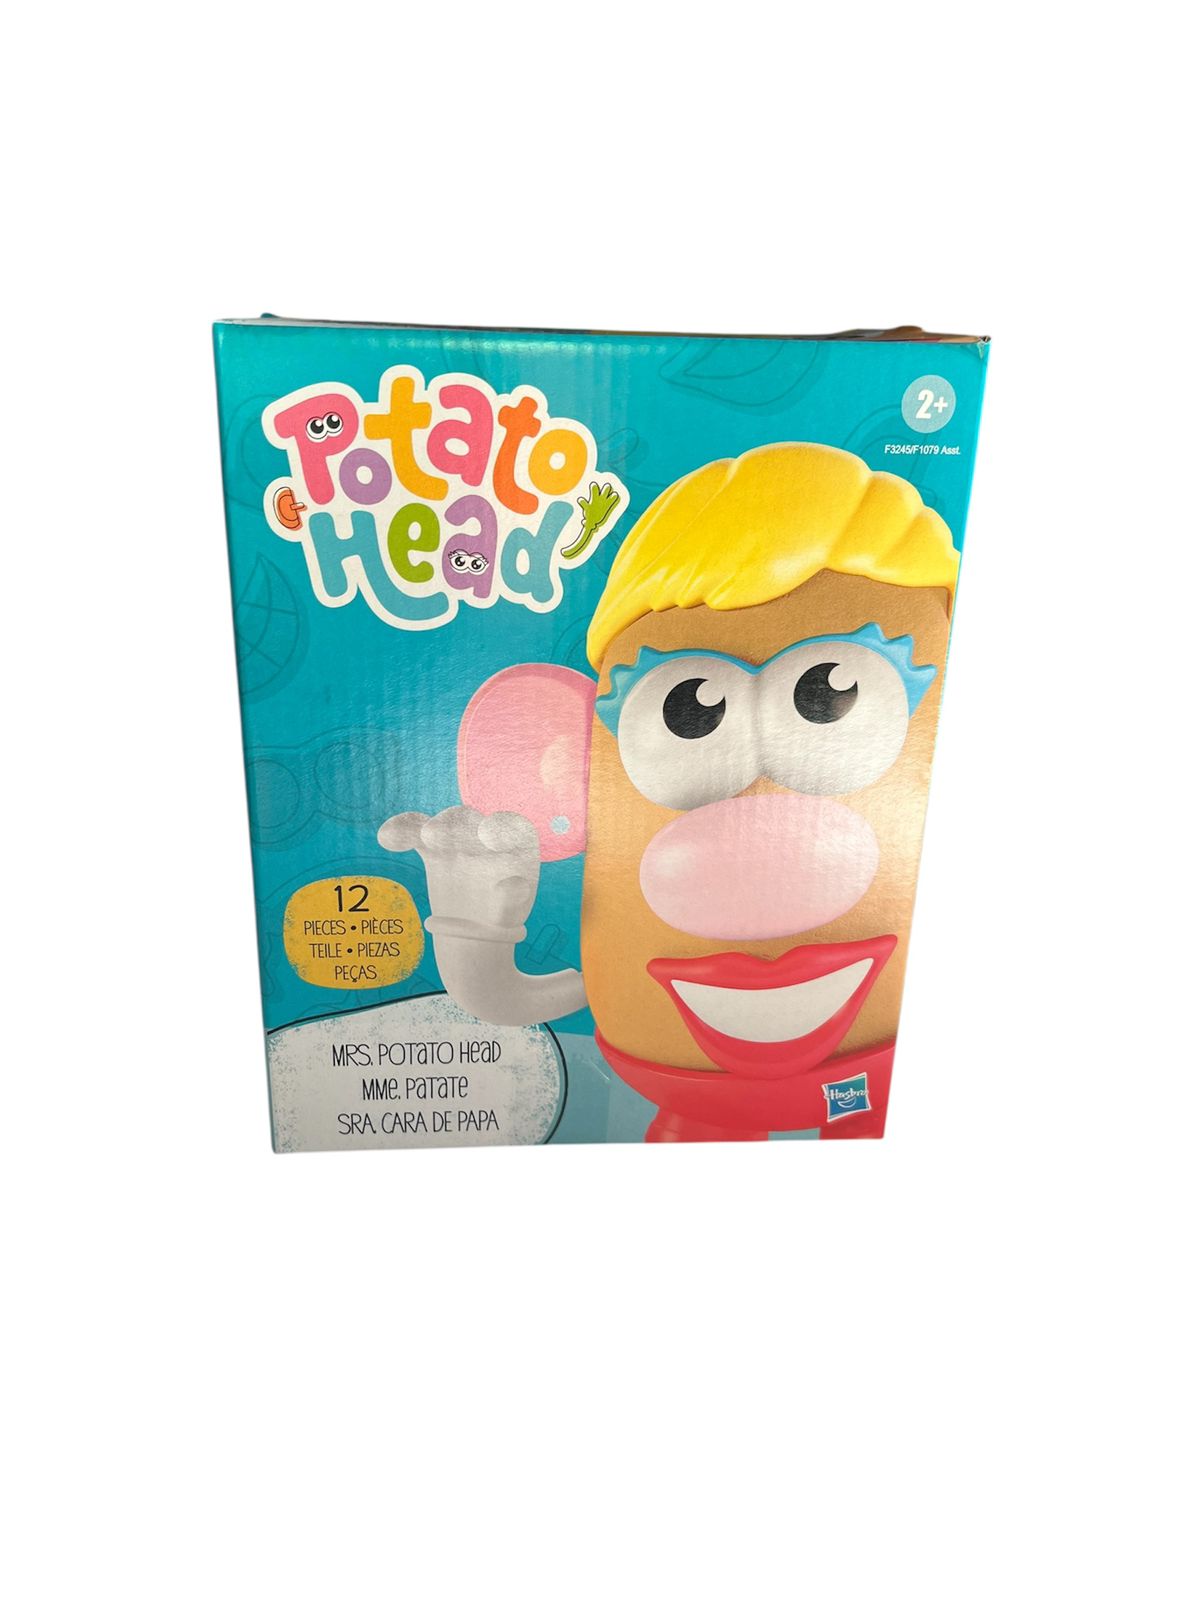 Potato
Head
2+
F3245/F1079 Asst.
12
PIECES • PIÈCES
TEILE • PIEZAS
PEÇAS
MRS. POTATO HEAD
MME. PATATE
SRA. CARA DE PAPA
Hasbro